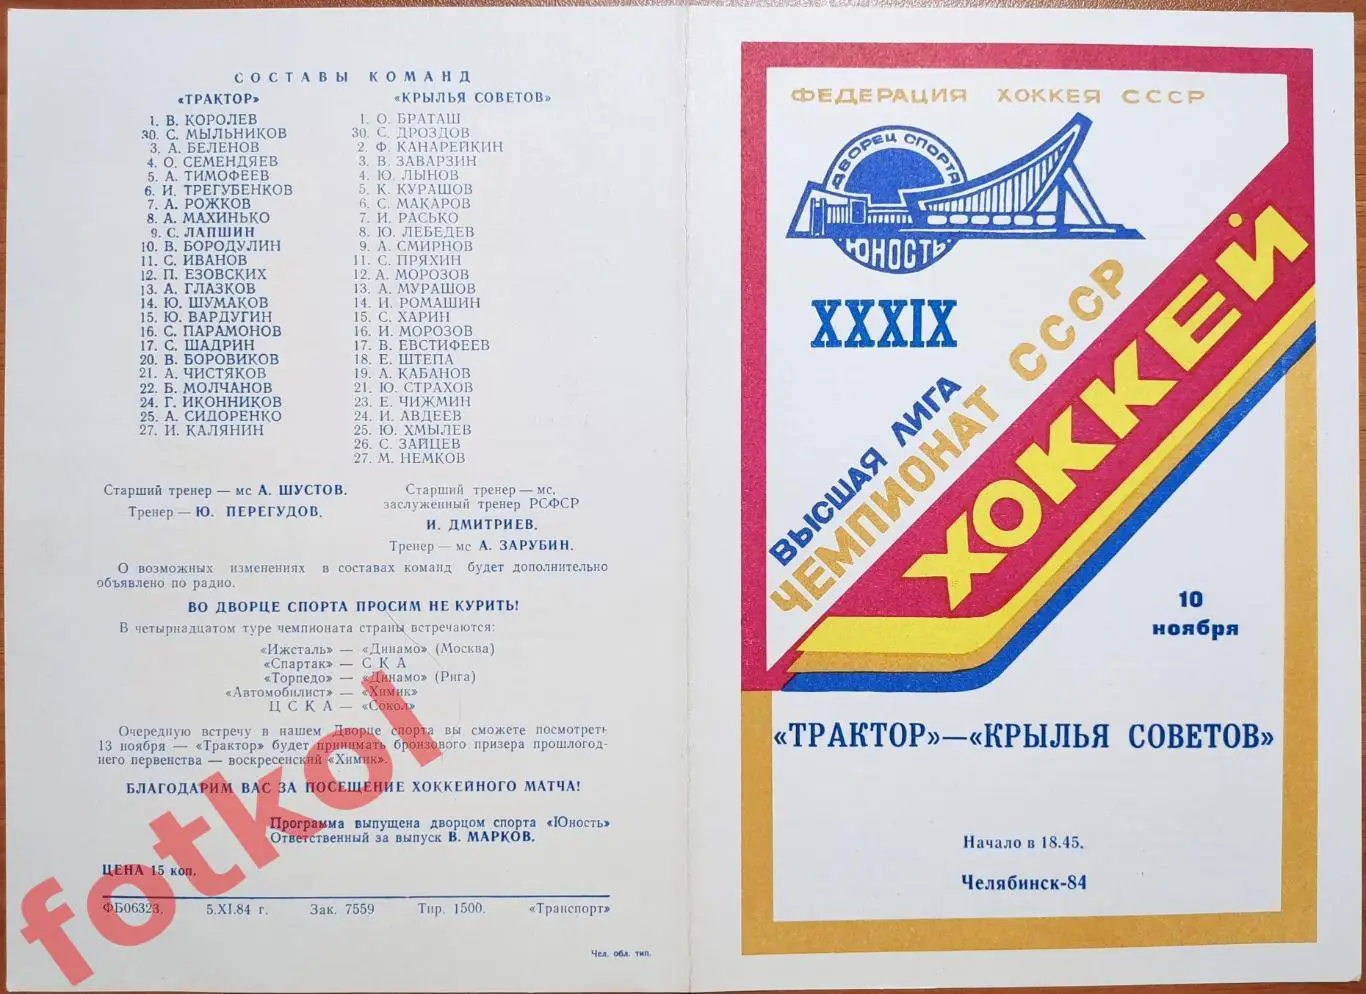 СОСТАВЫ КОМАНД
«ТРАКТОР»
1. В. КОРОЛЕВ
30. С. МЫЛЬНИКОВ
3. А. БЕЛЕНОВ
4. О. СЕМЕНДЯЕВ
5. А. ТИМОФЕЕВ
6. И. ТРЕГУБЕНКОВ
7. А. РОЖКОВ
8. А. МАХИНЬКО
9. С. ЛАПШИН
10. В. БОРОДУЛИН
11. С. ИВАНОВ
12. П. ЕЗОВСКИХ
13. А. ГЛАЗКОВ
14. Ю. ШУМАКОВ
15. Ю. ВАРДУГИН
16. С. ПАРАМОНОВ
17. С. ШАДРИН
20. В. БОРОВИКОВ
21. А. ЧИСТЯКОВ
22. Б. МОЛЧАНОВ
24. Г. ИКОННИКОВ
25. А. СИДОРЕНКО
27. И. КАЛЯНИН
Старший тренер — мс А. ШУСТОВ.
Тренер — Ю. ПЕРЕГУДОВ.
«КРЫЛЬЯ СОВЕТОВ»
1. О. БРАТАШ
30. С. ДРОЗДОВ
2. Ф. КАНАРЕЙКИН
3. В. ЗАВАРЗИН
4. Ю. ЛЫНОВ
5. К. КУРАШОВ
6. С. МАКАРОВ
7. И. РАСЬКО
8. Ю. ЛЕБЕДЕВ
9. А. СМИРНОВ
11. С. ПРЯХИН
12. А. МОРОЗОВ
13. А. МУРАШОВ
14. И. РОМАШИН
15. С. ХАРИН
16. И. МОРОЗОВ
17. В. ЕВСТИФЕЕВ
18. Е. ШТЕПА
19. А. КАБАНОВ
21. Ю. СТРАХОВ
23. Е. ЧИЖМИН
24. И. АВДЕЕВ
25. Ю. ХМЫЛЕВ
26. С. ЗАЙЦЕВ
27. М. НЕМКОВ
Старший тренер — мс,
заслуженный тренер РСФСР
И. ДМИТРИЕВ.
Тренер — мс А. ЗАРУБИН.
О возможных изменениях в составах команд будет дополнительно
объявлено по радио.
ВО ДВОРЦЕ СПОРТА ПРОСИМ НЕ КУРИТЬ!
В четырнадцатом туре чемпионата страны встречаются:
«Ижсталь» — «Динамо» (Москва)
«Спартак» — СКА
«Торпедо» — «Динамо» (Рига)
«Автомобилист» — «Химик»
ЦСКА — «Сокол»
Очередную встречу в нашем Дворце спорта вы сможете посмотреть
13 ноября — «Трактор» будет принимать бронзового призера прошлогод-
него первенства — воскресенский «Химик».
БЛАГОДАРИМ ВАС ЗА ПОСЕЩЕНИЕ ХОККЕЙНОГО МАТЧА!
Программа выпущена дворцом спорта «Юность»
Ответственный за выпуск В. МАРКОВ.
ЦЕНА 15 коп.
ФБ06323. 5.XI.84 г. Зак. 7559 Тир. 1500. «Транспорт»
Чел. обл. тип.
fotkol
ФЕДЕРАЦИЯ ХОККЕЯ СССР
ДВОРЕЦ СПОРТА
"ЮНОСТЬ"
XXXIX
ВЫСШАЯ ЛИГА
ЧЕМПИОНАТ СССР
ХОККЕЙ
10
ноября
«ТРАКТОР»—«КРЫЛЬЯ СОВЕТОВ»
Начало в 18.45.
Челябинск-84